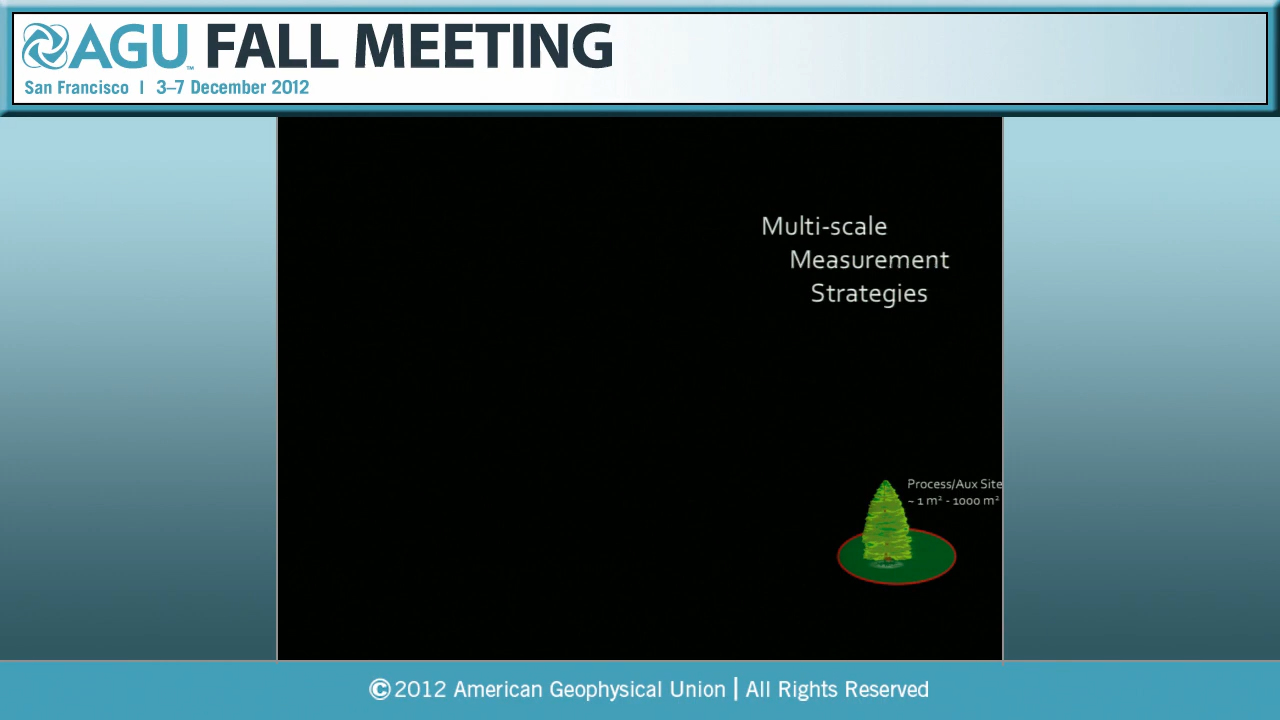 AGU™ FALL MEETING
San Francisco | 3–7 December 2012
Multi-scale
Measurement
Strategies
Process/Aux Site
~ 1 m² - 1000 m²
©2012 American Geophysical Union | All Rights Reserved